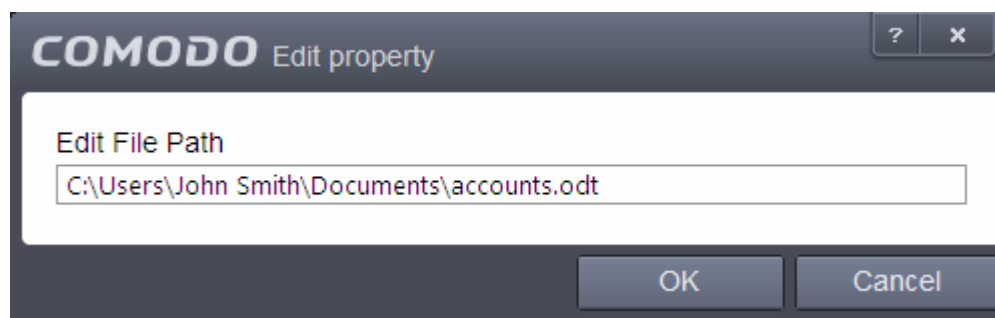 COMODO Edit property
? ×
Edit File Path
C:\Users\John Smith\Documents\accounts.odt
OK Cancel